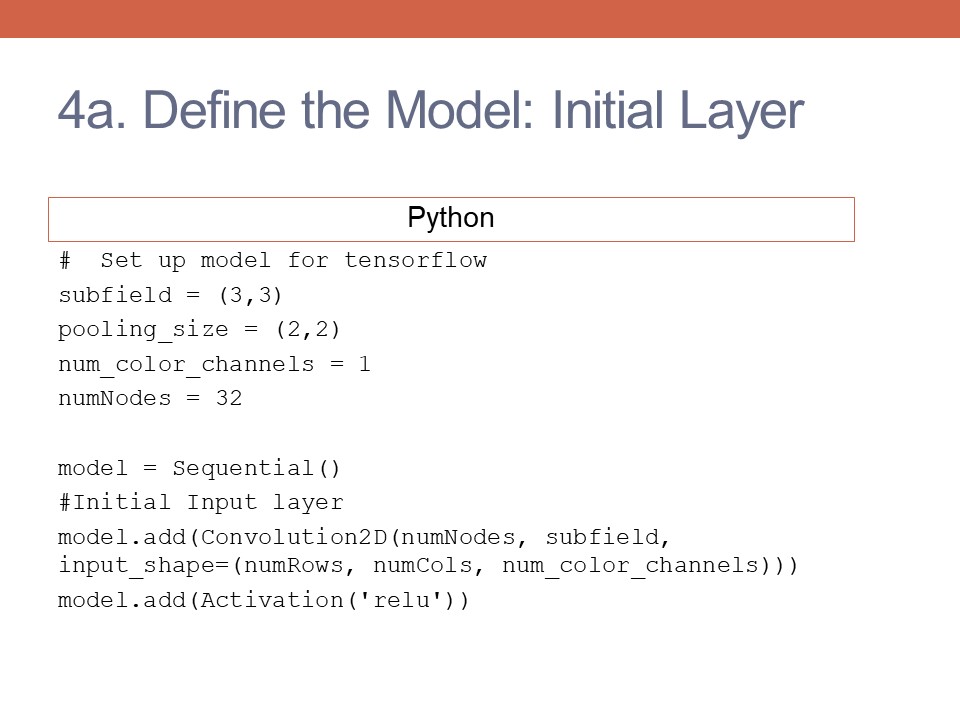 4a. Define the Model: Initial Layer
Python
#  Set up model for tensorflow
subfield = (3,3)
pooling_size = (2,2)
num_color_channels = 1
numNodes = 32
model = Sequential()
#Initial Input layer
model.add(Convolution2D(numNodes, subfield,
input_shape=(numRows, numCols, num_color_channels)))
model.add(Activation('relu'))